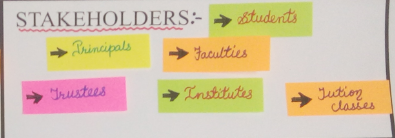 STAKEHOLDERS:- → Students
→ Principals → Faculties
→ Trustees → Institutes → Tution
Classes